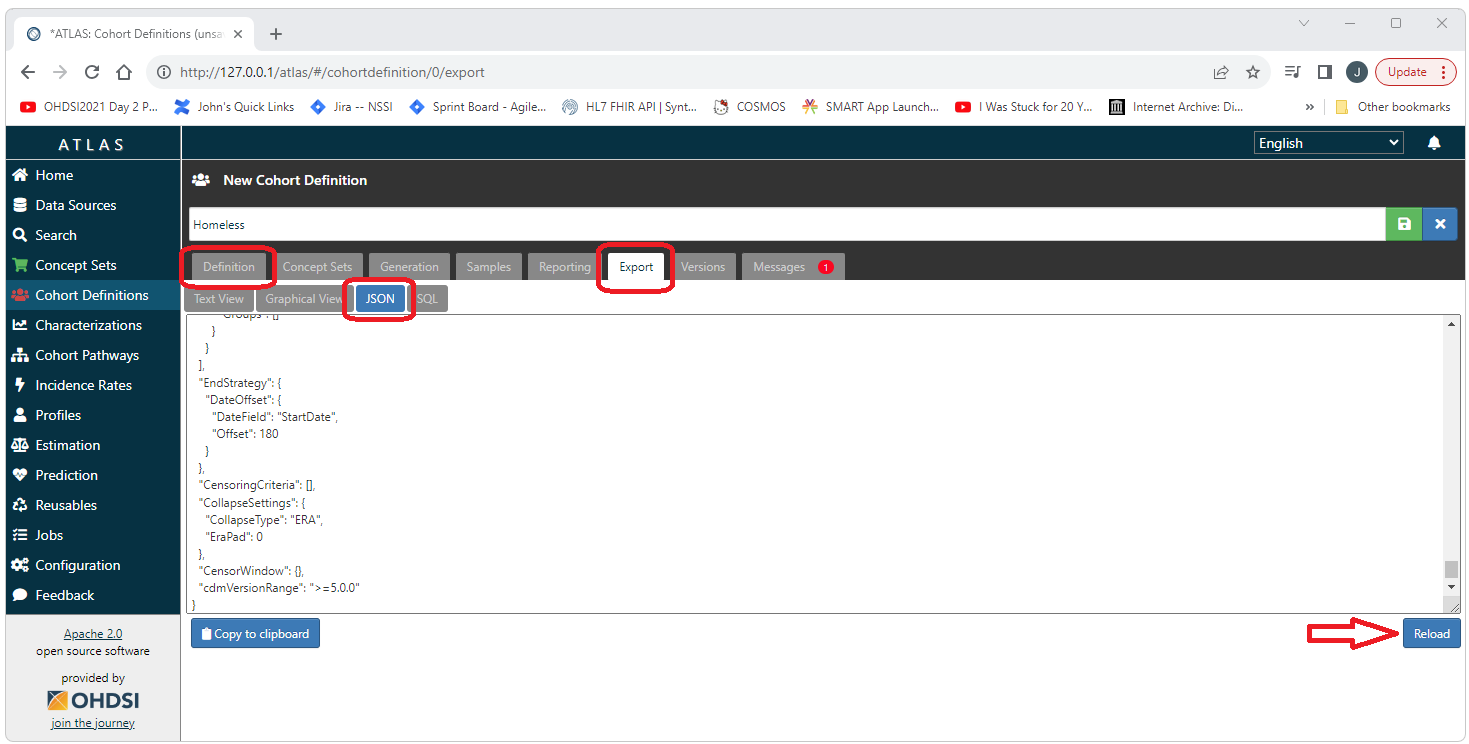 *ATLAS: Cohort Definitions (unsa
http://127.0.0.1/atlas/#/cohortdefinition/0/export
J
Update
OHDSI2021 Day 2 P...
John's Quick Links
Jira -- NSSI
Sprint Board - Agile...
HL7 FHIR API | Synt...
COSMOS
SMART App Launch...
I Was Stuck for 20 Y...
Internet Archive: Di...
»
Other bookmarks
ATLAS
English
Home
Data Sources
Search
Concept Sets
Cohort Definitions
Characterizations
Cohort Pathways
Incidence Rates
Profiles
Estimation
Prediction
Reusables
Jobs
Configuration
Feedback
Apache 2.0
open source software
provided by
OHDSI
join the journey
New Cohort Definition
Homeless
Definition
Concept Sets
Generation
Samples
Reporting
Export
Versions
Messages 1
Text View
Graphical View
JSON
SQL
"Groups": []
}
}
],
"EndStrategy": {
"DateOffset": {
"DateField": "StartDate",
"Offset": 180
}
},
"CensoringCriteria": [],
"CollapseSettings": {
"CollapseType": "ERA",
"EraPad": 0
},
"CensorWindow": {},
"cdmVersionRange": ">=5.0.0"
}
Copy to clipboard
Reload